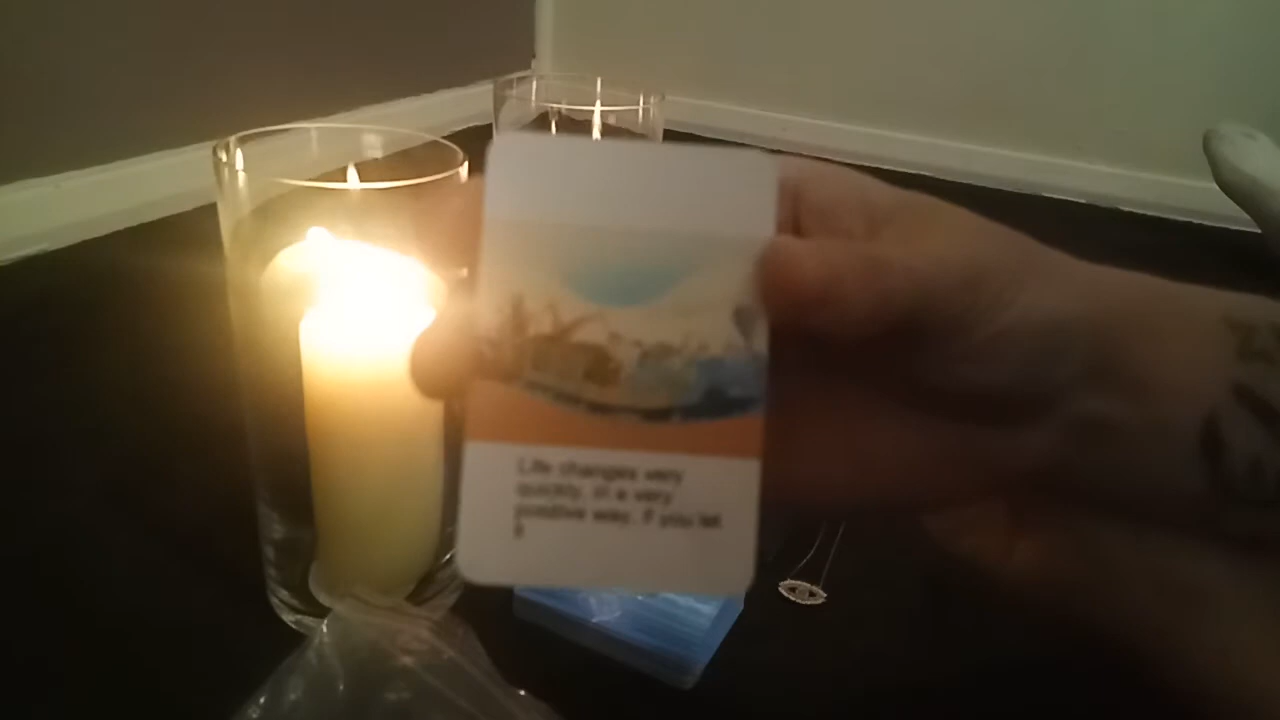 Life changes very
quickly, in a very
positive way, if you let
it